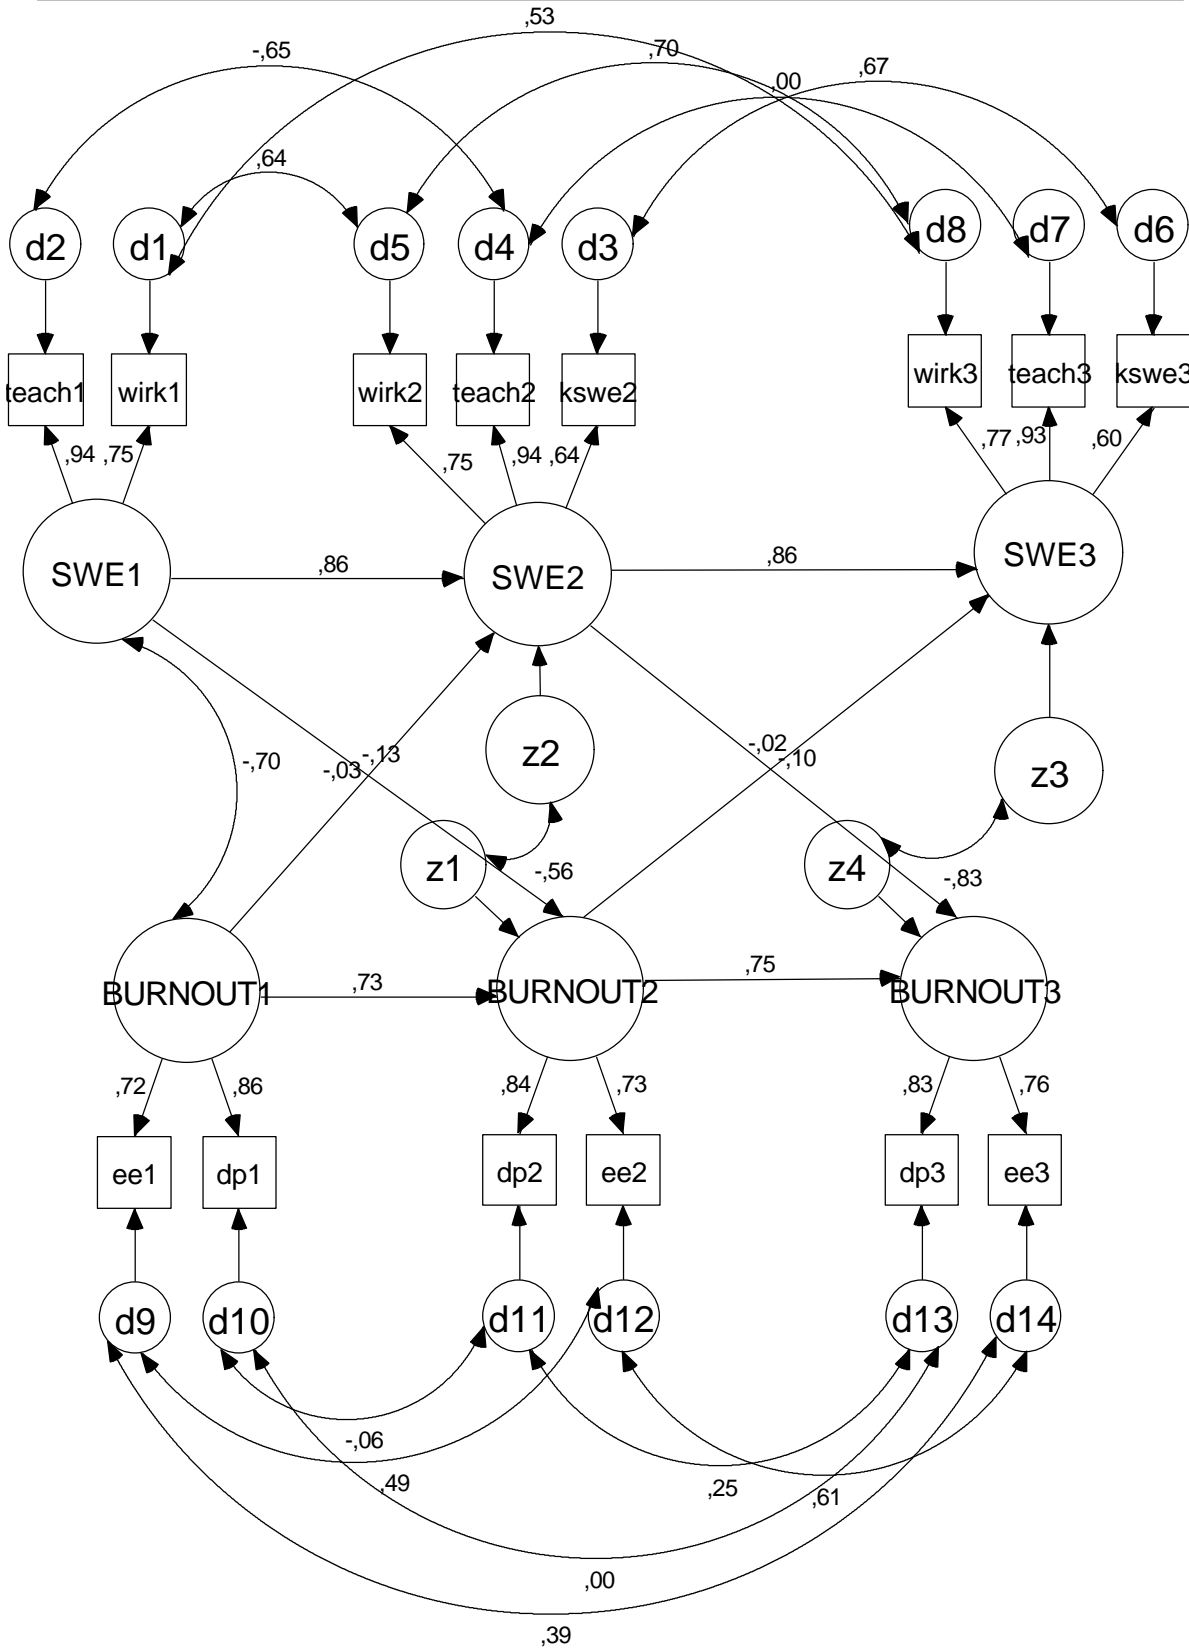 ,53
-,65
,70
,67
,00
,64
d2
d1
d5
d4
d3
d8
d7
d6
teach1
wirk1
wirk2
teach2
kswe2
wirk3
teach3
kswe3
,94
,75
,75
,94
,64
,77
,93
,60
SWE1
,86
SWE2
,86
SWE3
-,70
-,03
-,13
z2
-,02
-,10
z3
z1
-,56
z4
-,83
BURNOUT1
,73
BURNOUT2
,75
BURNOUT3
,72
,86
,84
,73
,83
,76
ee1
dp1
dp2
ee2
dp3
ee3
d9
d10
d11
d12
d13
d14
-,06
,49
,25
,61
,00
,39